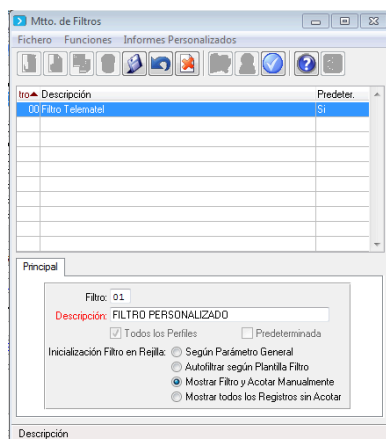 Mtto. de Filtros
Fichero Funciones Informes Personalizados
tro Descripción Predeter.
00 Filtro Telematel Si
Principal
Filtro: 01
Descripción: FILTRO PERSONALIZADO
Todos los Perfiles Predeterminada
Inicialización Filtro en Rejilla: Según Parámetro General
Autofiltrar según Plantilla Filtro
Mostrar Filtro y Acotar Manualmente
Mostrar todos los Registros sin Acotar
Descripción